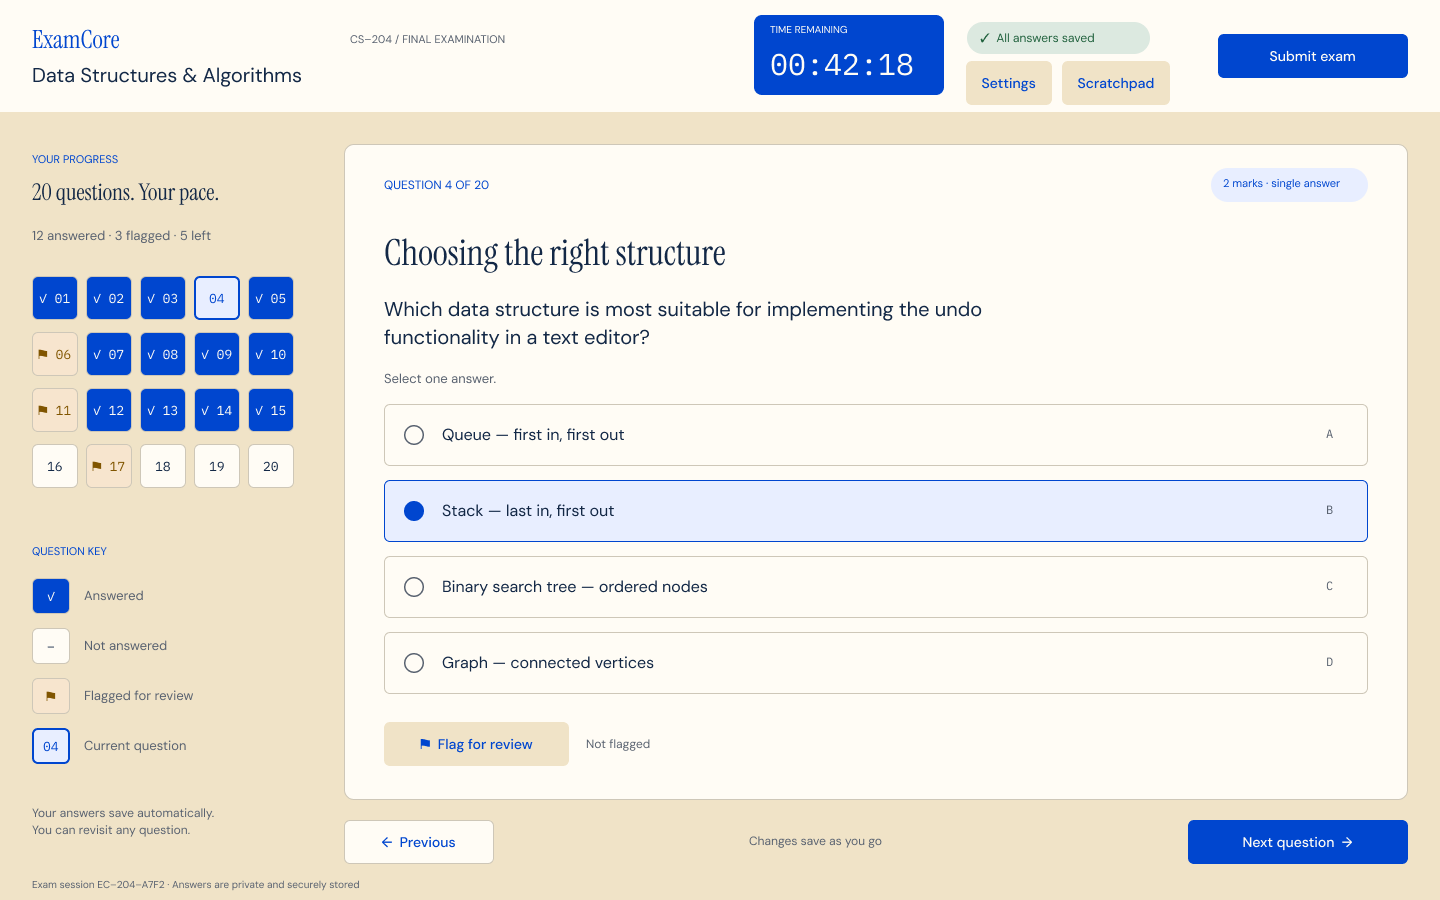 ExamCore
Data Structures & Algorithms
CS–204 / FINAL EXAMINATION
TIME REMAINING
00:42:18
✓ All answers saved
Settings
Scratchpad
Submit exam
YOUR PROGRESS
20 questions. Your pace.
12 answered · 3 flagged · 5 left
✓ 01
✓ 02
✓ 03
04
✓ 05
⚑ 06
✓ 07
✓ 08
✓ 09
✓ 10
⚑ 11
✓ 12
✓ 13
✓ 14
✓ 15
16
⚑ 17
18
19
20
QUESTION KEY
✓ Answered
– Not answered
⚑ Flagged for review
04 Current question
Your answers save automatically.
You can revisit any question.
QUESTION 4 OF 20
2 marks · single answer
Choosing the right structure
Which data structure is most suitable for implementing the undo
functionality in a text editor?
Select one answer.
Queue — first in, first out A
Stack — last in, first out B
Binary search tree — ordered nodes C
Graph — connected vertices D
⚑ Flag for review
Not flagged
← Previous
Changes save as you go
Next question →
Exam session EC–204–A7F2 · Answers are private and securely stored